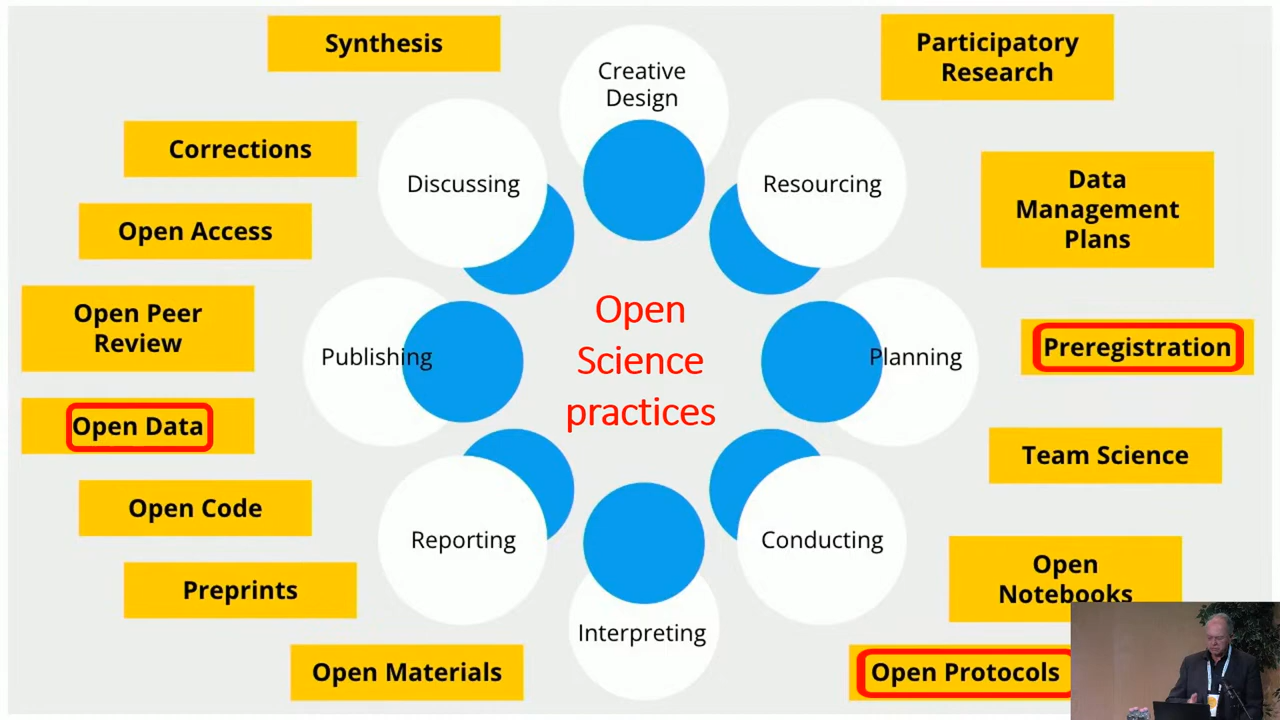 Synthesis
Creative
Design
Participatory
Research
Corrections
Discussing
Resourcing
Data
Management
Plans
Open Access
Open Peer
Review
Publishing
Open
Science
practices
Planning
Preregistration
Open Data
Team Science
Open Code
Reporting
Conducting
Open
Notebooks
Preprints
Interpreting
Open Materials
Open Protocols